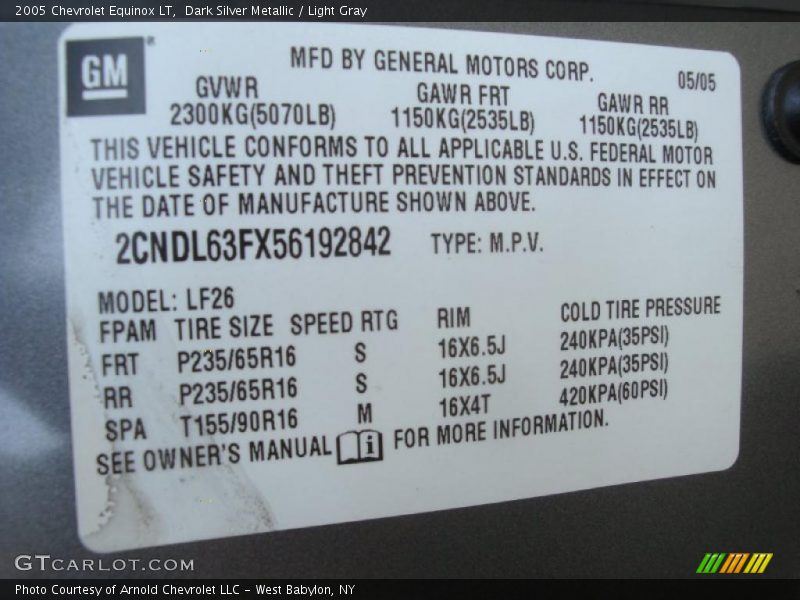 2005 Chevrolet Equinox LT, Dark Silver Metallic / Light Gray
GM
MFD BY GENERAL MOTORS CORP.
05/05
GVWR GAWR FRT GAWR RR
2300KG(5070LB) 1150KG(2535LB) 1150KG(2535LB)
THIS VEHICLE CONFORMS TO ALL APPLICABLE U.S. FEDERAL MOTOR
VEHICLE SAFETY AND THEFT PREVENTION STANDARDS IN EFFECT ON
THE DATE OF MANUFACTURE SHOWN ABOVE.
2CNDL63FX56192842 TYPE: M.P.V.
MODEL: LF26
FPAM TIRE SIZE SPEED RTG RIM COLD TIRE PRESSURE
FRT P235/65R16 S 16X6.5J 240KPA(35PSI)
RR P235/65R16 S 16X6.5J 240KPA(35PSI)
SPA T155/90R16 M 16X4T 420KPA(60PSI)
SEE OWNER'S MANUAL i FOR MORE INFORMATION.
GTCARLOT.COM
Photo Courtesy of Arnold Chevrolet LLC - West Babylon, NY